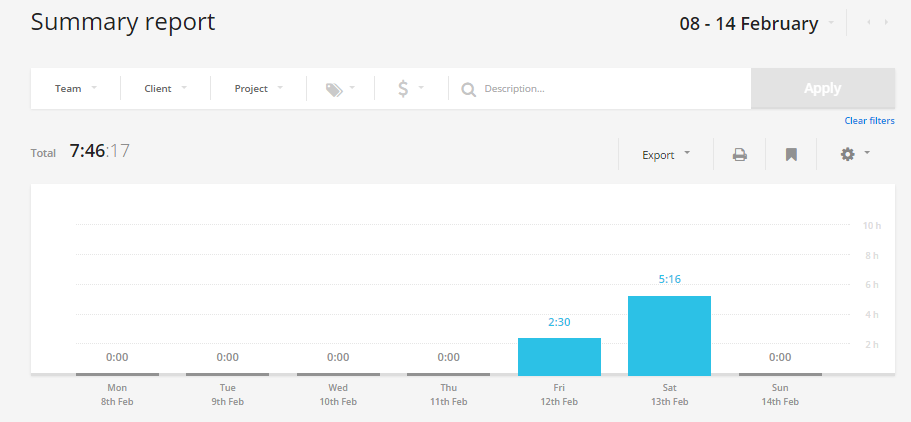 Summary report
08 - 14 February
Team
Client
Project
$
Description...
Apply
Clear filters
Total 7:46:17
Export
10 h
8 h
6 h
4 h
2 h
0:00
0:00
0:00
0:00
2:30
5:16
0:00
Mon
8th Feb
Tue
9th Feb
Wed
10th Feb
Thu
11th Feb
Fri
12th Feb
Sat
13th Feb
Sun
14th Feb